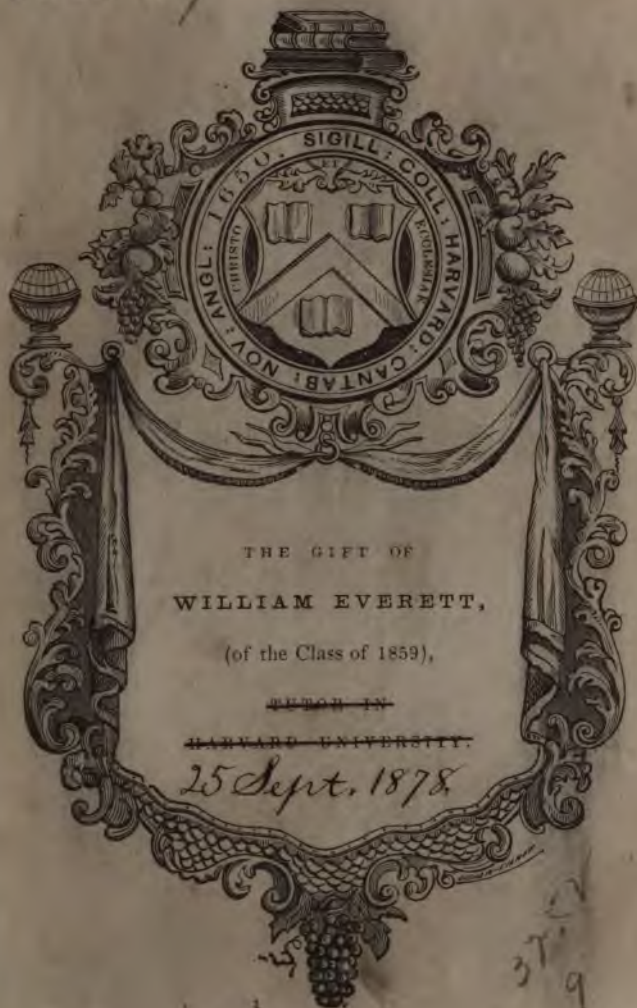 SIGILL: COLL: HARVARD: CANTAB: NOV: ANGL: 1650.
ET
CHRISTO
ECCLESIAE
THE GIFT OF
WILLIAM EVERETT,
(of the Class of 1859),
TUTOR IN
HARVARD UNIVERSITY.
25 Sept. 1878.